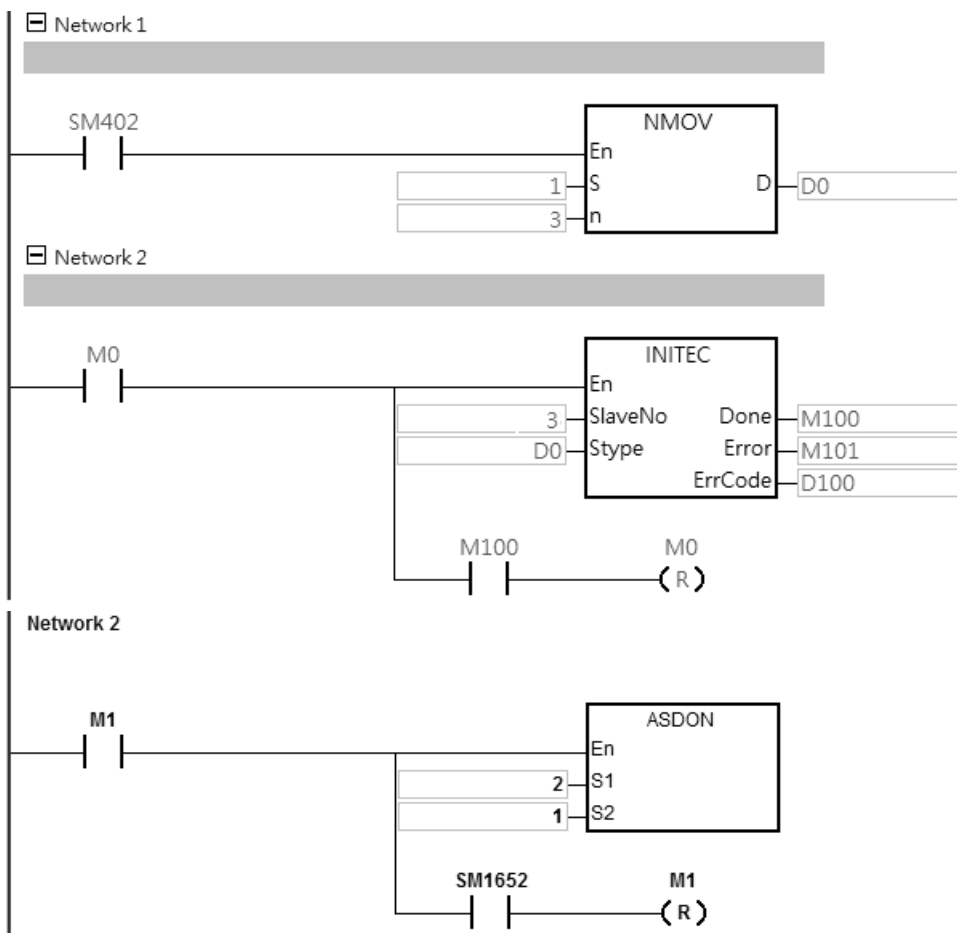 Network 1
SM402
NMOV
En
1 S D D0
3 n
Network 2
M0
INITEC
En
3 SlaveNo Done M100
D0 Stype Error M101
ErrCode D100
M100 M0
( R )
Network 2
M1
ASDON
En
2 S1
1 S2
SM1652 M1
( R )